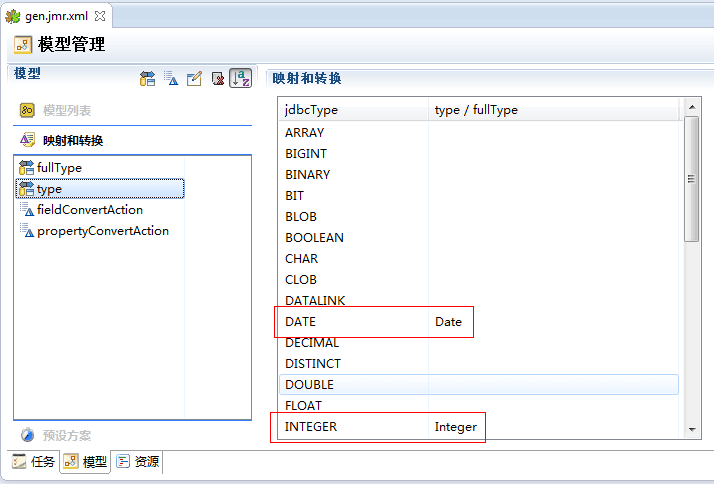 gen.jmr.xml
模型管理
模型
模型列表
映射和转换
fullType
type
fieldConvertAction
propertyConvertAction
预设方案
映射和转换
jdbcType type / fullType
ARRAY
BIGINT
BINARY
BIT
BLOB
BOOLEAN
CHAR
CLOB
DATALINK
DATE Date
DECIMAL
DISTINCT
DOUBLE
FLOAT
INTEGER Integer
任务 模型 资源